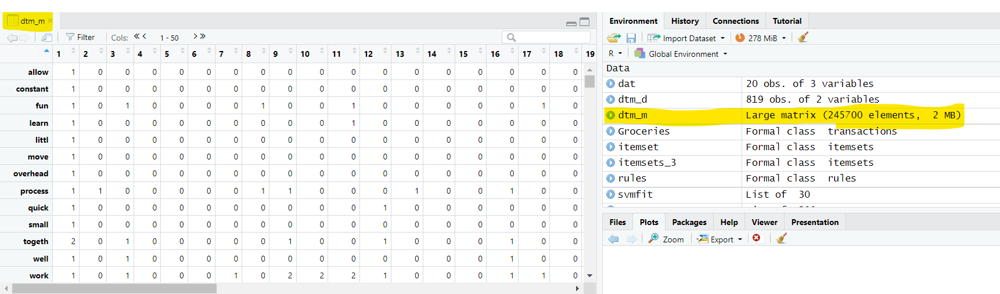 dtm_m
Filter Cols: 1 - 50
1 2 3 4 5 6 7 8 9 10 11 12 13 14 15 16 17 18 19
allow 1 0 0 0 0 0 0 0 0 0 0 0 0 0 0 0 0 0
constant 1 0 0 0 0 0 0 0 0 0 0 0 0 0 0 0 0 0
fun 1 0 1 0 0 0 0 1 0 0 1 0 0 0 0 0 1 0
learn 1 0 0 0 0 0 0 0 0 0 1 0 0 0 0 0 0 0
littl 1 0 0 0 0 0 0 0 0 0 0 0 0 0 0 0 0 0
move 1 0 0 0 0 0 0 0 0 0 0 0 0 0 0 0 0 0
overhead 1 0 0 0 0 0 0 0 0 0 0 0 0 0 0 0 0 0
process 1 1 0 0 0 0 0 1 1 0 0 0 1 0 0 1 0 0
quick 1 0 0 0 0 0 0 0 0 0 0 1 0 0 0 0 0 0
small 1 0 0 0 0 0 0 0 0 0 0 0 0 0 0 0 0 0
togeth 2 0 1 0 0 0 0 0 1 0 0 1 0 0 0 1 0 0
well 1 0 1 0 0 0 0 0 0 0 0 0 0 0 0 1 0 0
work 1 0 1 0 0 0 1 0 2 2 2 1 0 0 0 1 1 0
Environment History Connections Tutorial
Import Dataset 278 MiB
R Global Environment
Data
dat 20 obs. of 3 variables
dtm_d 819 obs. of 2 variables
dtm_m Large matrix (245700 elements, 2 MB)
Groceries Formal class transactions
itemset Formal class itemsets
itemsets_3 Formal class itemsets
rules Formal class rules
svmfit List of 30
Files Plots Packages Help Viewer Presentation
Zoom Export